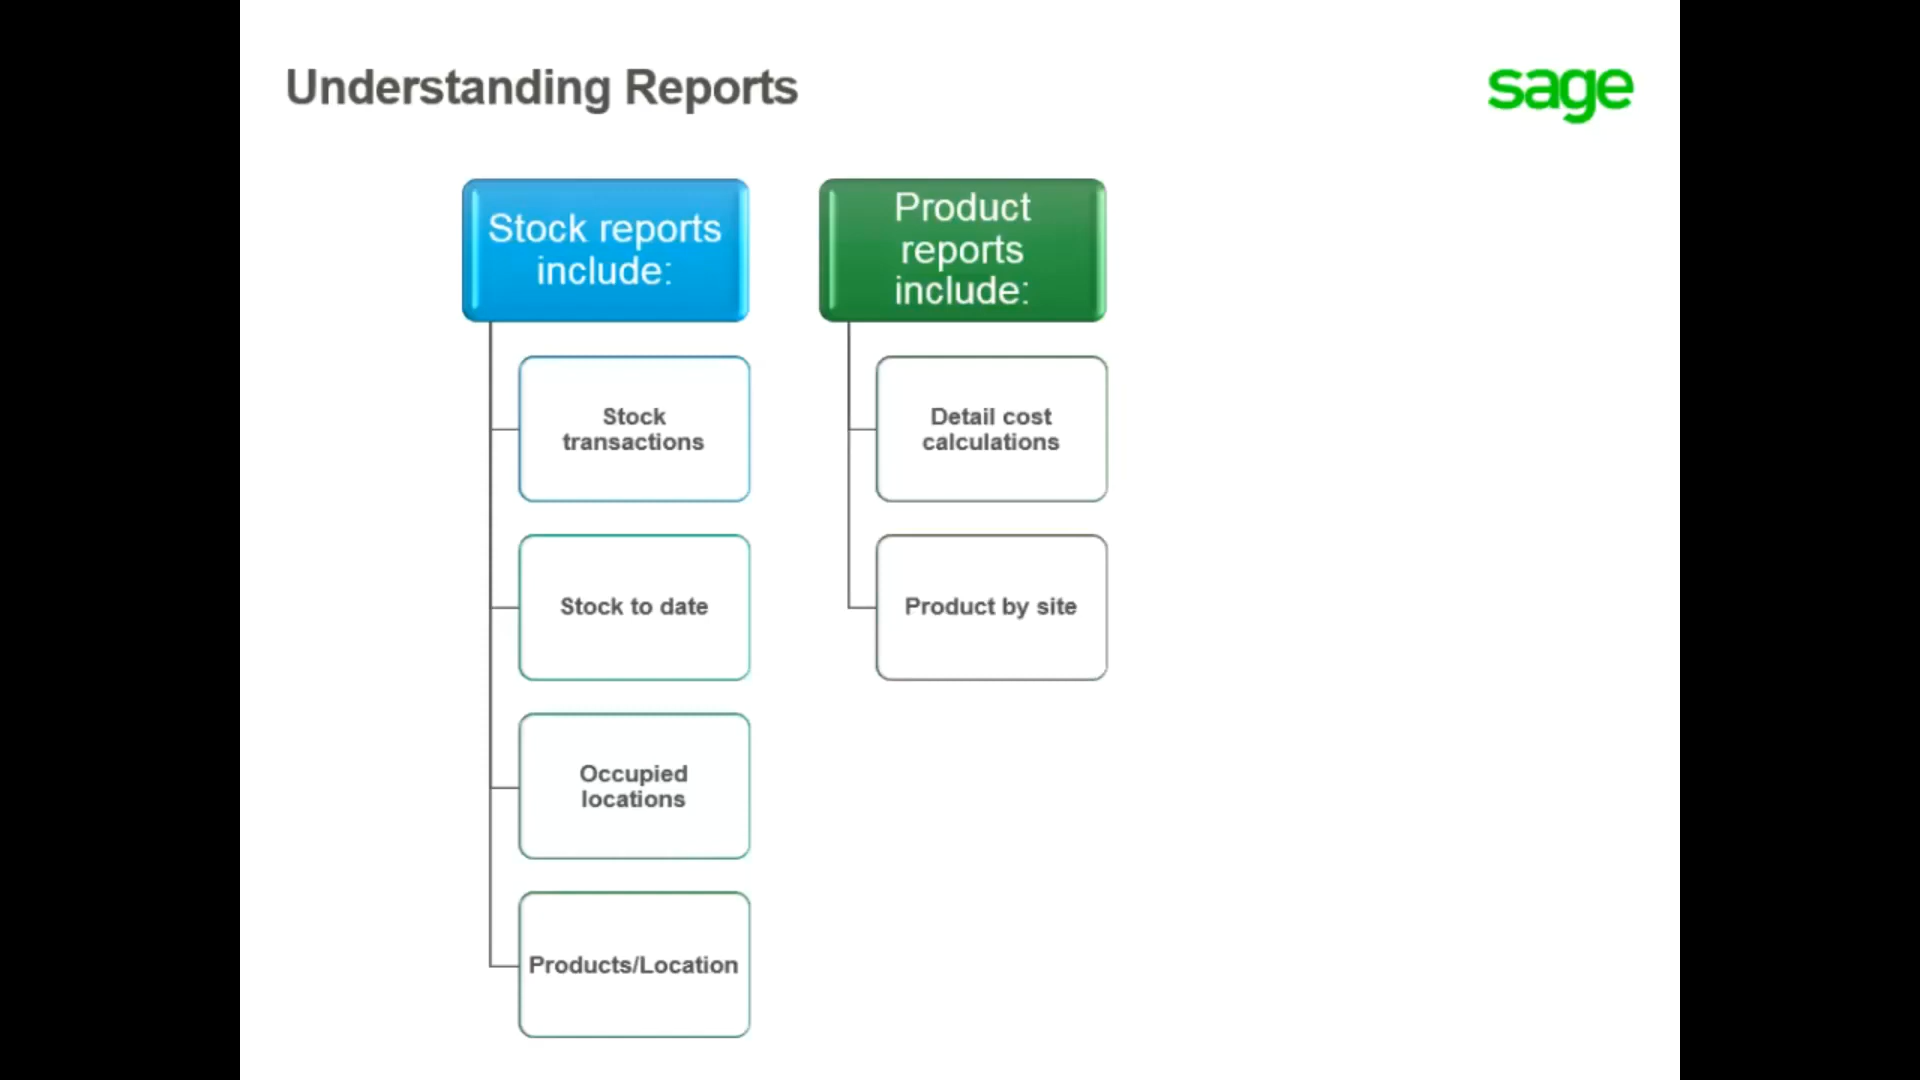 Understanding Reports
sage
Stock reports
include:
Stock
transactions
Stock to date
Occupied
locations
Products/Location
Product
reports
include:
Detail cost
calculations
Product by site